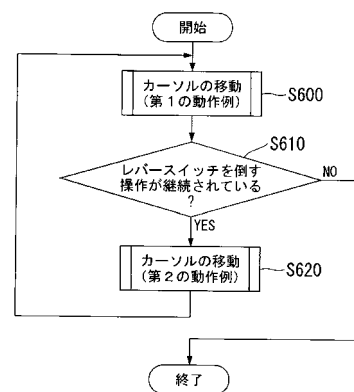 開始
カーソルの移動
(第1の動作例)
S600
S610
レバースイッチを倒す
操作が継続されている
?
NO
YES
カーソルの移動
(第2の動作例)
S620
終了